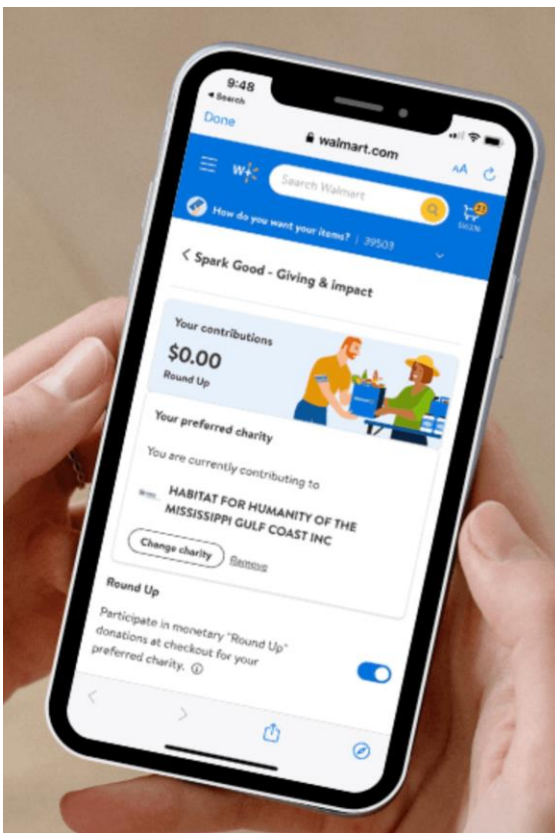 9:48
Search
Done
walmart.com
AA
Search Walmart
How do you want your items? | 39503
Spark Good - Giving & impact
Your contributions
$0.00
Round Up
Your preferred charity
You are currently contributing to
HABITAT FOR HUMANITY OF THE
MISSISSIPPI GULF COAST INC
Change charity Remove
Round Up
Participate in monetary "Round Up"
donations at checkout for your
preferred charity.